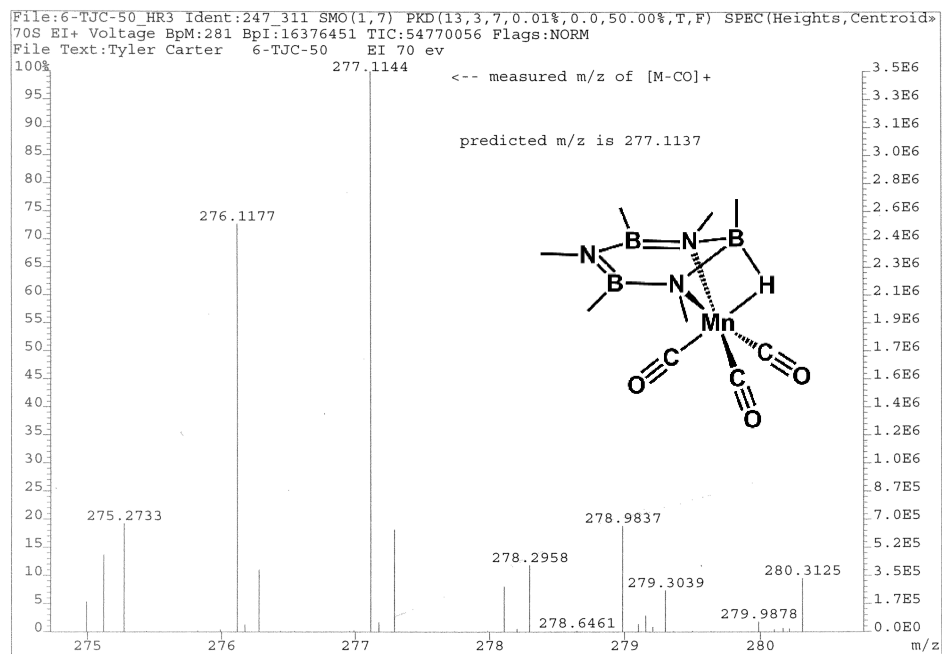 File:6-TJC-50_HR3 Ident:247_311 SMO(1,7) PKD(13,3,7,0.01%,0.0,50.00%,T,F) SPEC(Heights,Centroid»
70S EI+ Voltage BpM:281 BpI:16376451 TIC:54770056 Flags:NORM
File Text:Tyler Carter 6-TJC-50 EI 70 ev
100% 277.1144 <-- measured m/z of [M-CO]+ 3.5E6
95 3.3E6
90 predicted m/z is 277.1137 3.1E6
85 3.0E6
80 2.8E6
75 276.1177 2.6E6
70 B N B 2.4E6
65 N 2.3E6
60 B N H 2.1E6
55 Mn 1.9E6
50 C C 1.7E6
45 O C O 1.6E6
40 O 1.4E6
35 1.2E6
30 1.0E6
25 8.7E5
20 275.2733 278.9837 7.0E5
15 278.2958 5.2E5
10 279.3039 280.3125 3.5E5
5 278.6461 279.9878 1.7E5
0 0.0E0
275 276 277 278 279 280 m/z